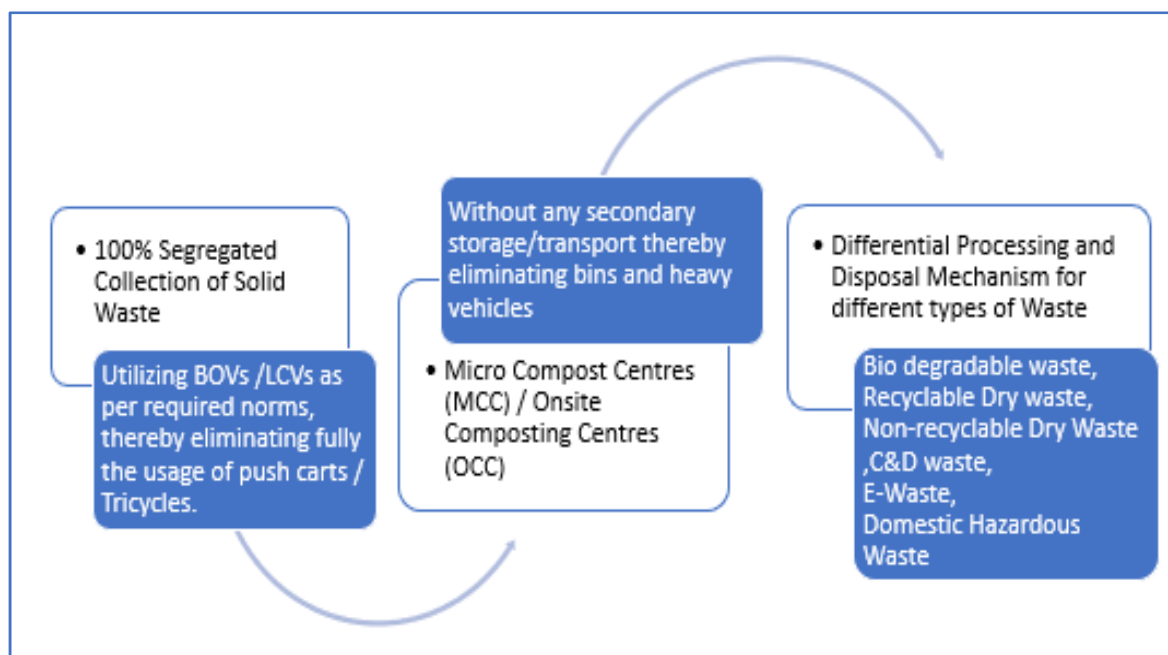 • 100% Segregated
Collection of Solid
Waste
Utilizing BOVs /LCVs as
per required norms,
thereby eliminating fully
the usage of push carts /
Tricycles.
Without any secondary
storage/transport thereby
eliminating bins and heavy
vehicles
• Micro Compost Centres
(MCC) / Onsite
Composting Centres
(OCC)
• Differential Processing and
Disposal Mechanism for
different types of Waste
Bio degradable waste,
Recyclable Dry waste,
Non-recyclable Dry Waste
,C&D waste,
E-Waste,
Domestic Hazardous
Waste